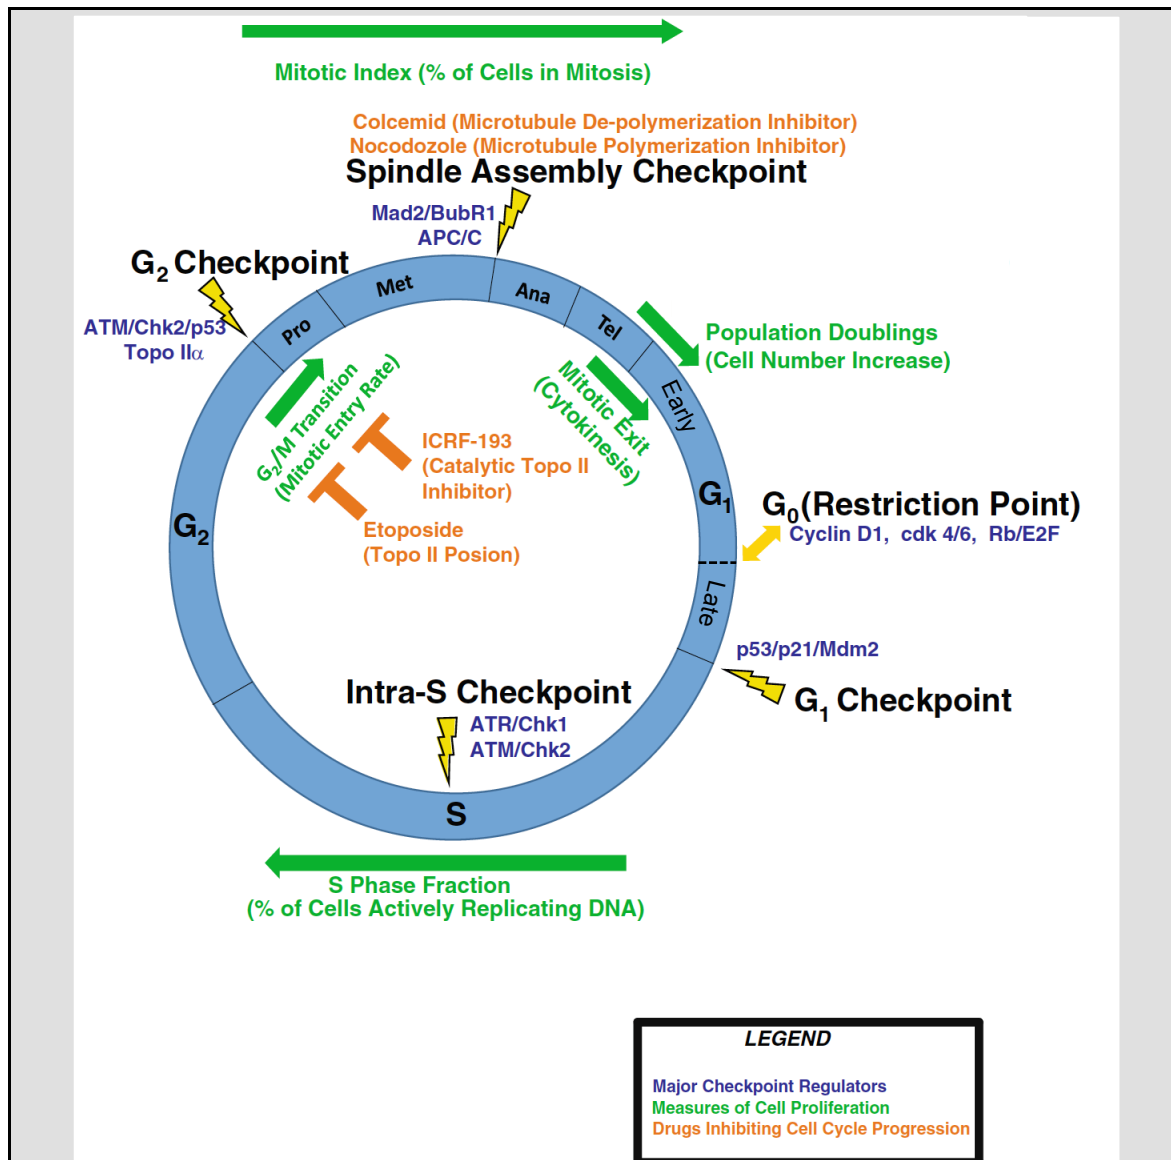 Mitotic Index (% of Cells in Mitosis)
Colcemid (Microtubule De-polymerization Inhibitor)
Nocodozole (Microtubule Polymerization Inhibitor)
Spindle Assembly Checkpoint
Mad2/BubR1
APC/C
G2 Checkpoint
ATM/Chk2/p53
Topo IIα
Pro
Met
Ana
Tel
Early
G1
Late
S
G2
Population Doublings
(Cell Number Increase)
Mitotic Exit
(Cytokinesis)
G2/M Transition
(Mitotic Entry Rate)
ICRF-193
(Catalytic Topo II
Inhibitor)
Etoposide
(Topo II Posion)
G0(Restriction Point)
Cyclin D1, cdk 4/6, Rb/E2F
p53/p21/Mdm2
G1 Checkpoint
Intra-S Checkpoint
ATR/Chk1
ATM/Chk2
S Phase Fraction
(% of Cells Actively Replicating DNA)
LEGEND
Major Checkpoint Regulators
Measures of Cell Proliferation
Drugs Inhibiting Cell Cycle Progression